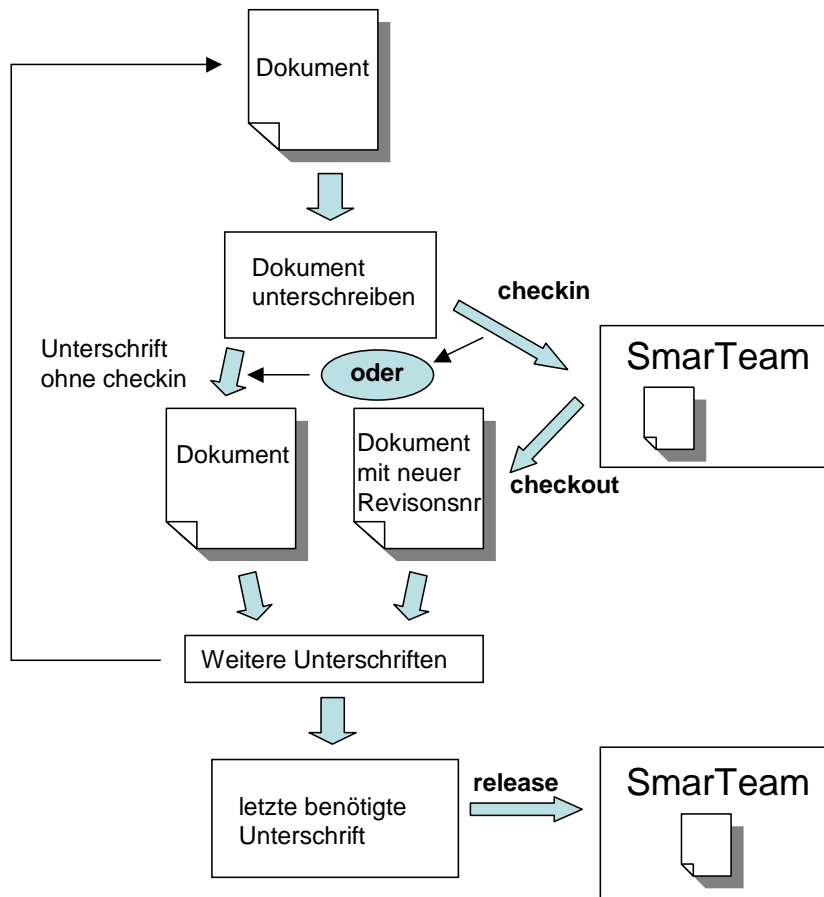 Dokument
Dokument
unterschreiben
checkin
Unterschrift
ohne checkin
oder
SmarTeam
Dokument
Dokument
mit neuer
Revisonsnr
checkout
Weitere Unterschriften
letzte benötigte
Unterschrift
release
SmarTeam